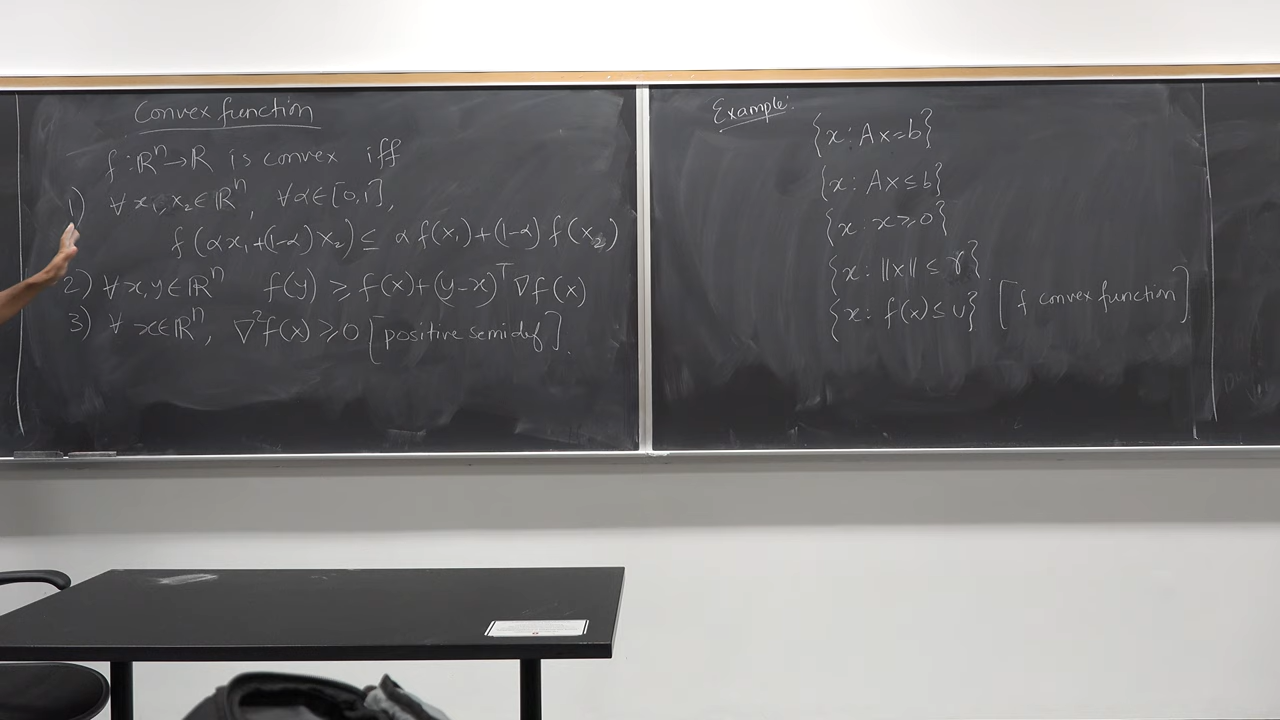 Convex function
f: ℝⁿ→ℝ is convex iff
1) ∀ x₁, x₂ ∈ ℝⁿ, ∀α∈[0,1],
f(αx₁+(1-α)x₂) ≤ αf(x₁)+(1-α)f(x₂)
2) ∀x,y∈ℝⁿ f(y) ≥ f(x)+(y-x)ᵀ∇f(x)
3) ∀ x∈ℝⁿ, ∇²f(x) ≥ 0 [positive semidef].
Example:
{x: Ax=b}
{x: Ax≤b}
{x: x≥0}
{x: ||x|| ≤ r}
{x: f(x) ≤ u} [f convex function]